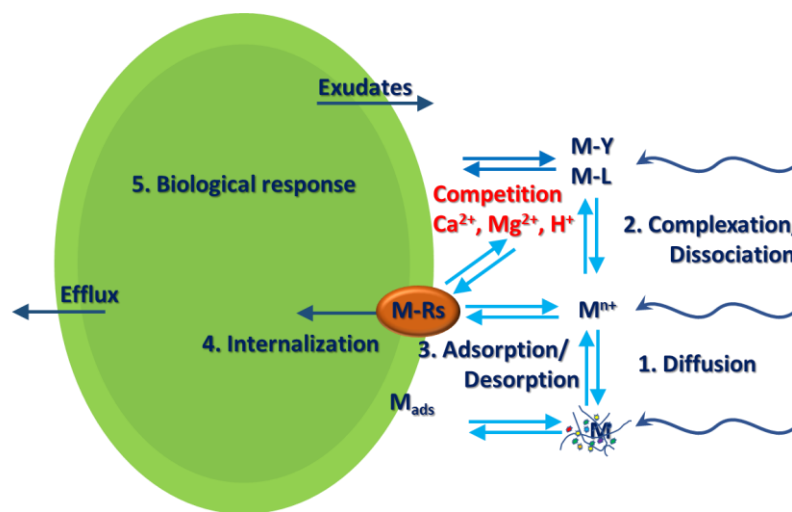 Exudates
M-Y
M-L
5. Biological response
Competition
Ca²⁺, Mg²⁺, H⁺
2. Complexation/
Dissociation
Efflux
M-Rs
Mⁿ⁺
4. Internalization
3. Adsorption/
Desorption
1. Diffusion
M_ads
M